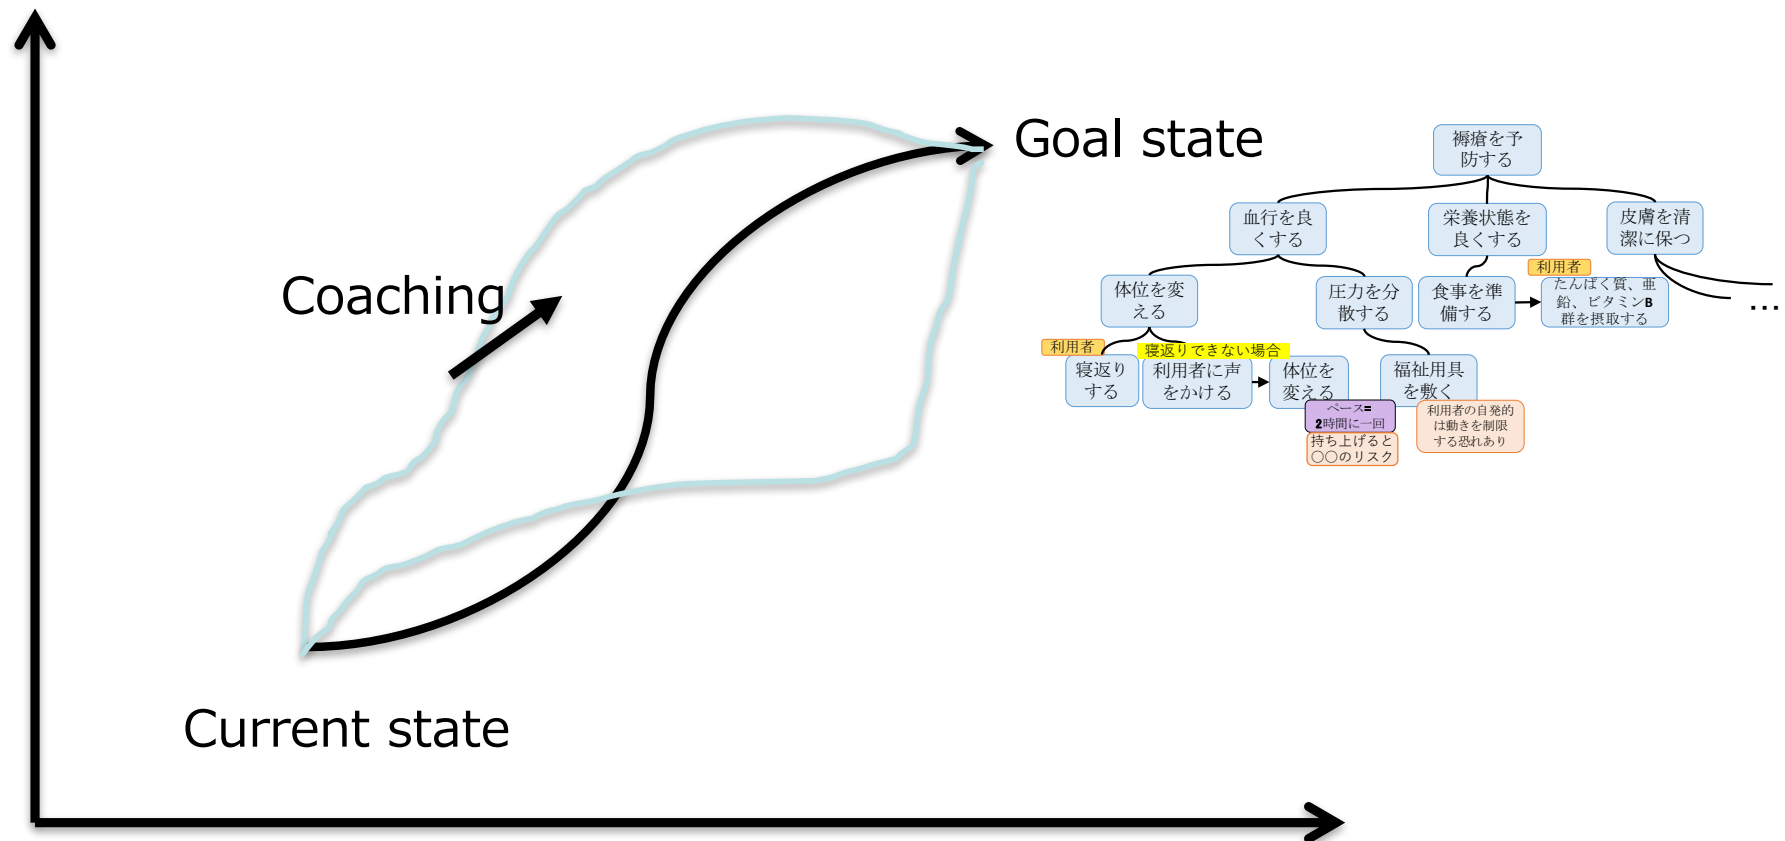 Goal state
Coaching
Current state
褥瘡を予
防する
血行を良
くする
栄養状態を
良くする
皮膚を清
潔に保つ
体位を変
える
圧力を分
散する
食事を準
備する
利用者
たんぱく質、亜
鉛、ビタミンB
群を摂取する
…
利用者
寝返り
する
寝返りできない場合
利用者に声
をかける
体位を
変える
ペース=
2時間に一回
持ち上げると
〇〇のリスク
福祉用具
を敷く
利用者の自発的
は動きを制限
する恐れあり